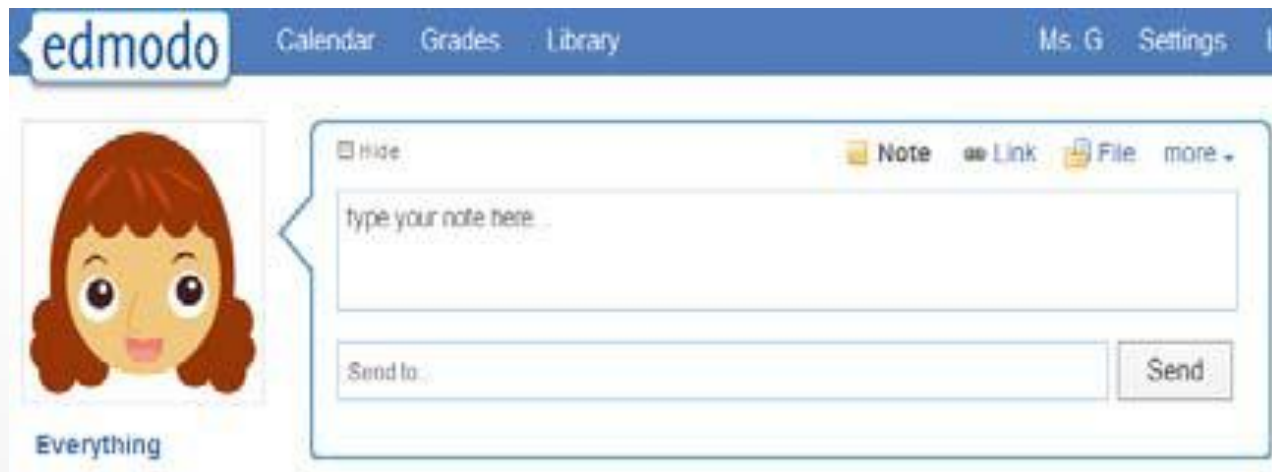 edmodo Calendar Grades Library Ms. G Settings
Hide Note Link File more
type your note here...
Send to... Send
Everything